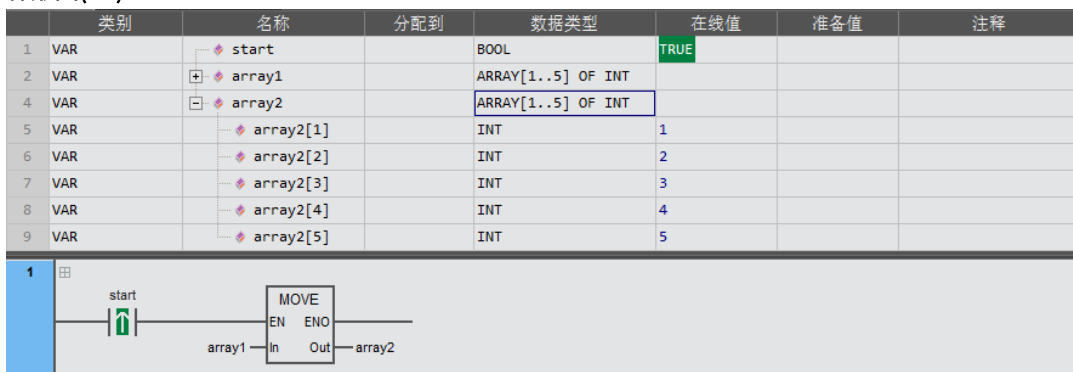 类别 名称 分配到 数据类型 在线值 准备值 注释
1 VAR start BOOL TRUE
2 VAR array1 ARRAY[1..5] OF INT
4 VAR array2 ARRAY[1..5] OF INT
5 VAR array2[1] INT 1
6 VAR array2[2] INT 2
7 VAR array2[3] INT 3
8 VAR array2[4] INT 4
9 VAR array2[5] INT 5
1
start
MOVE
EN ENO
array1 In Out array2